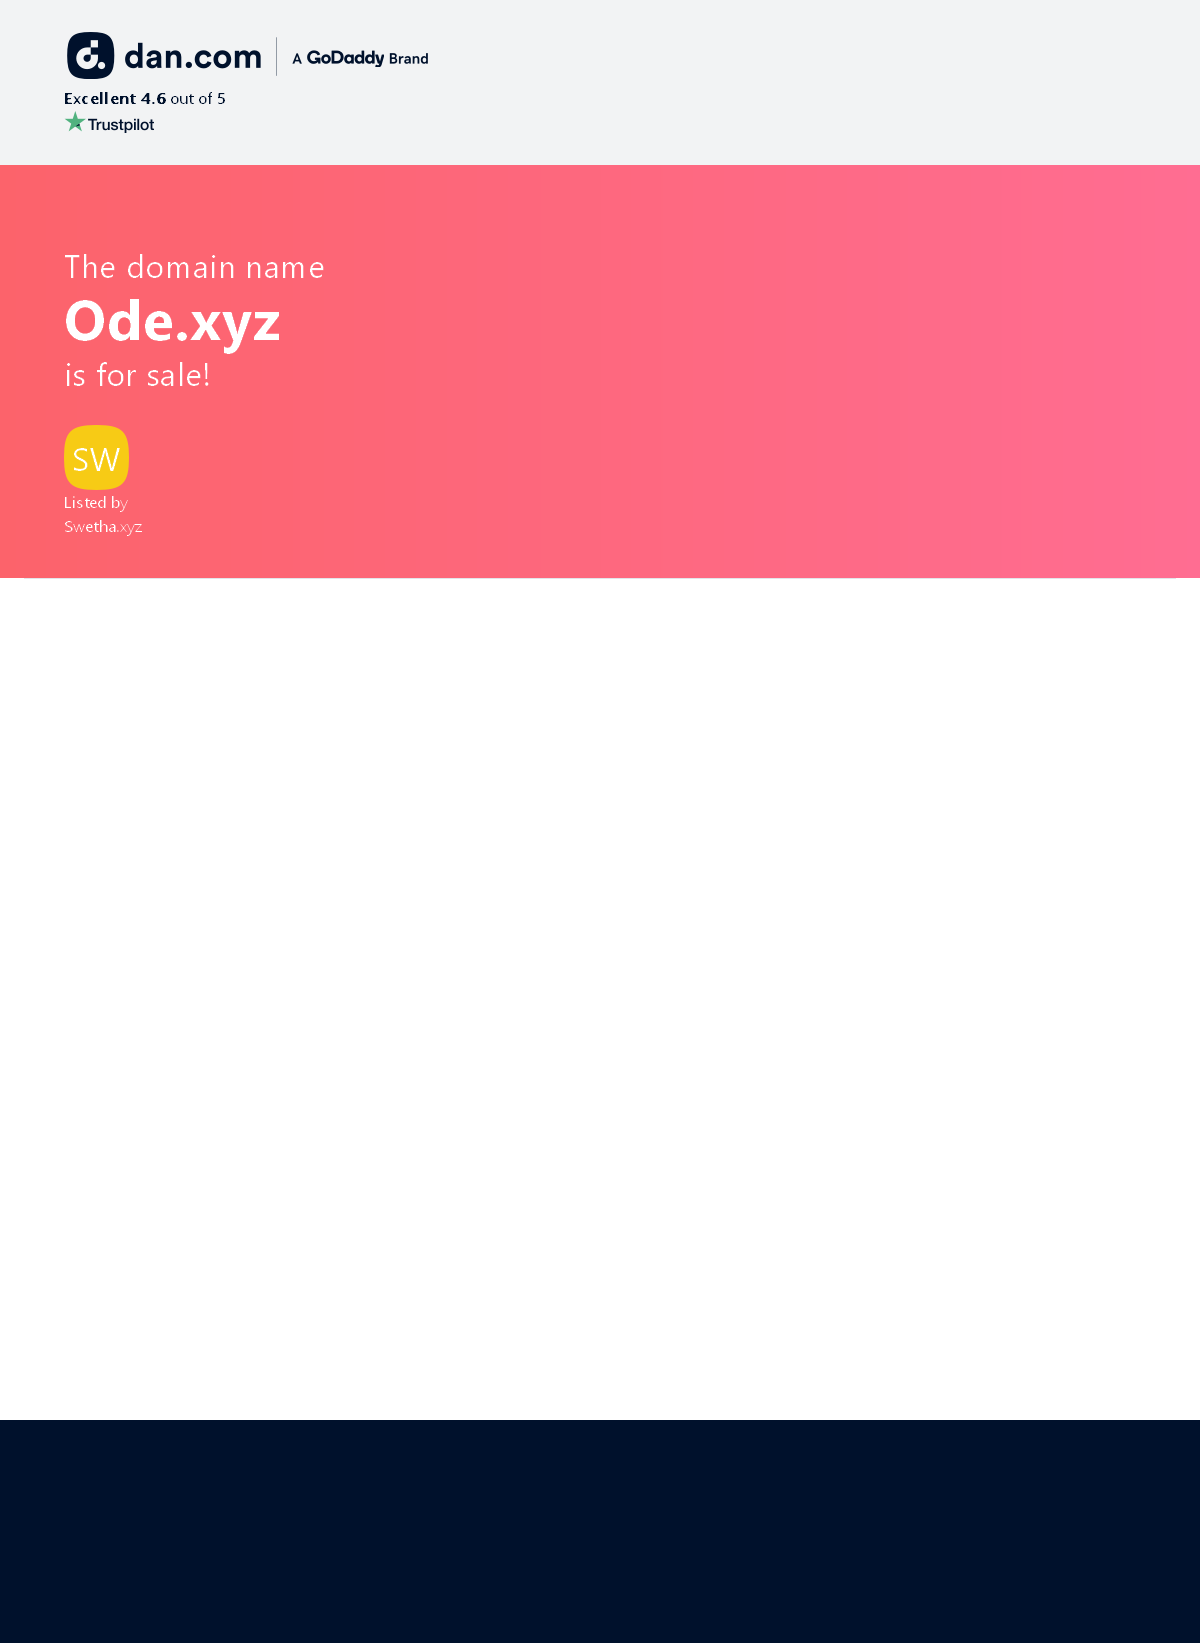 dan.com
A GoDaddy Brand
Excellent 4.6 out of 5
Trustpilot
The domain name
Ode.xyz
is for sale!
SW
Listed by
Swetha.xyz